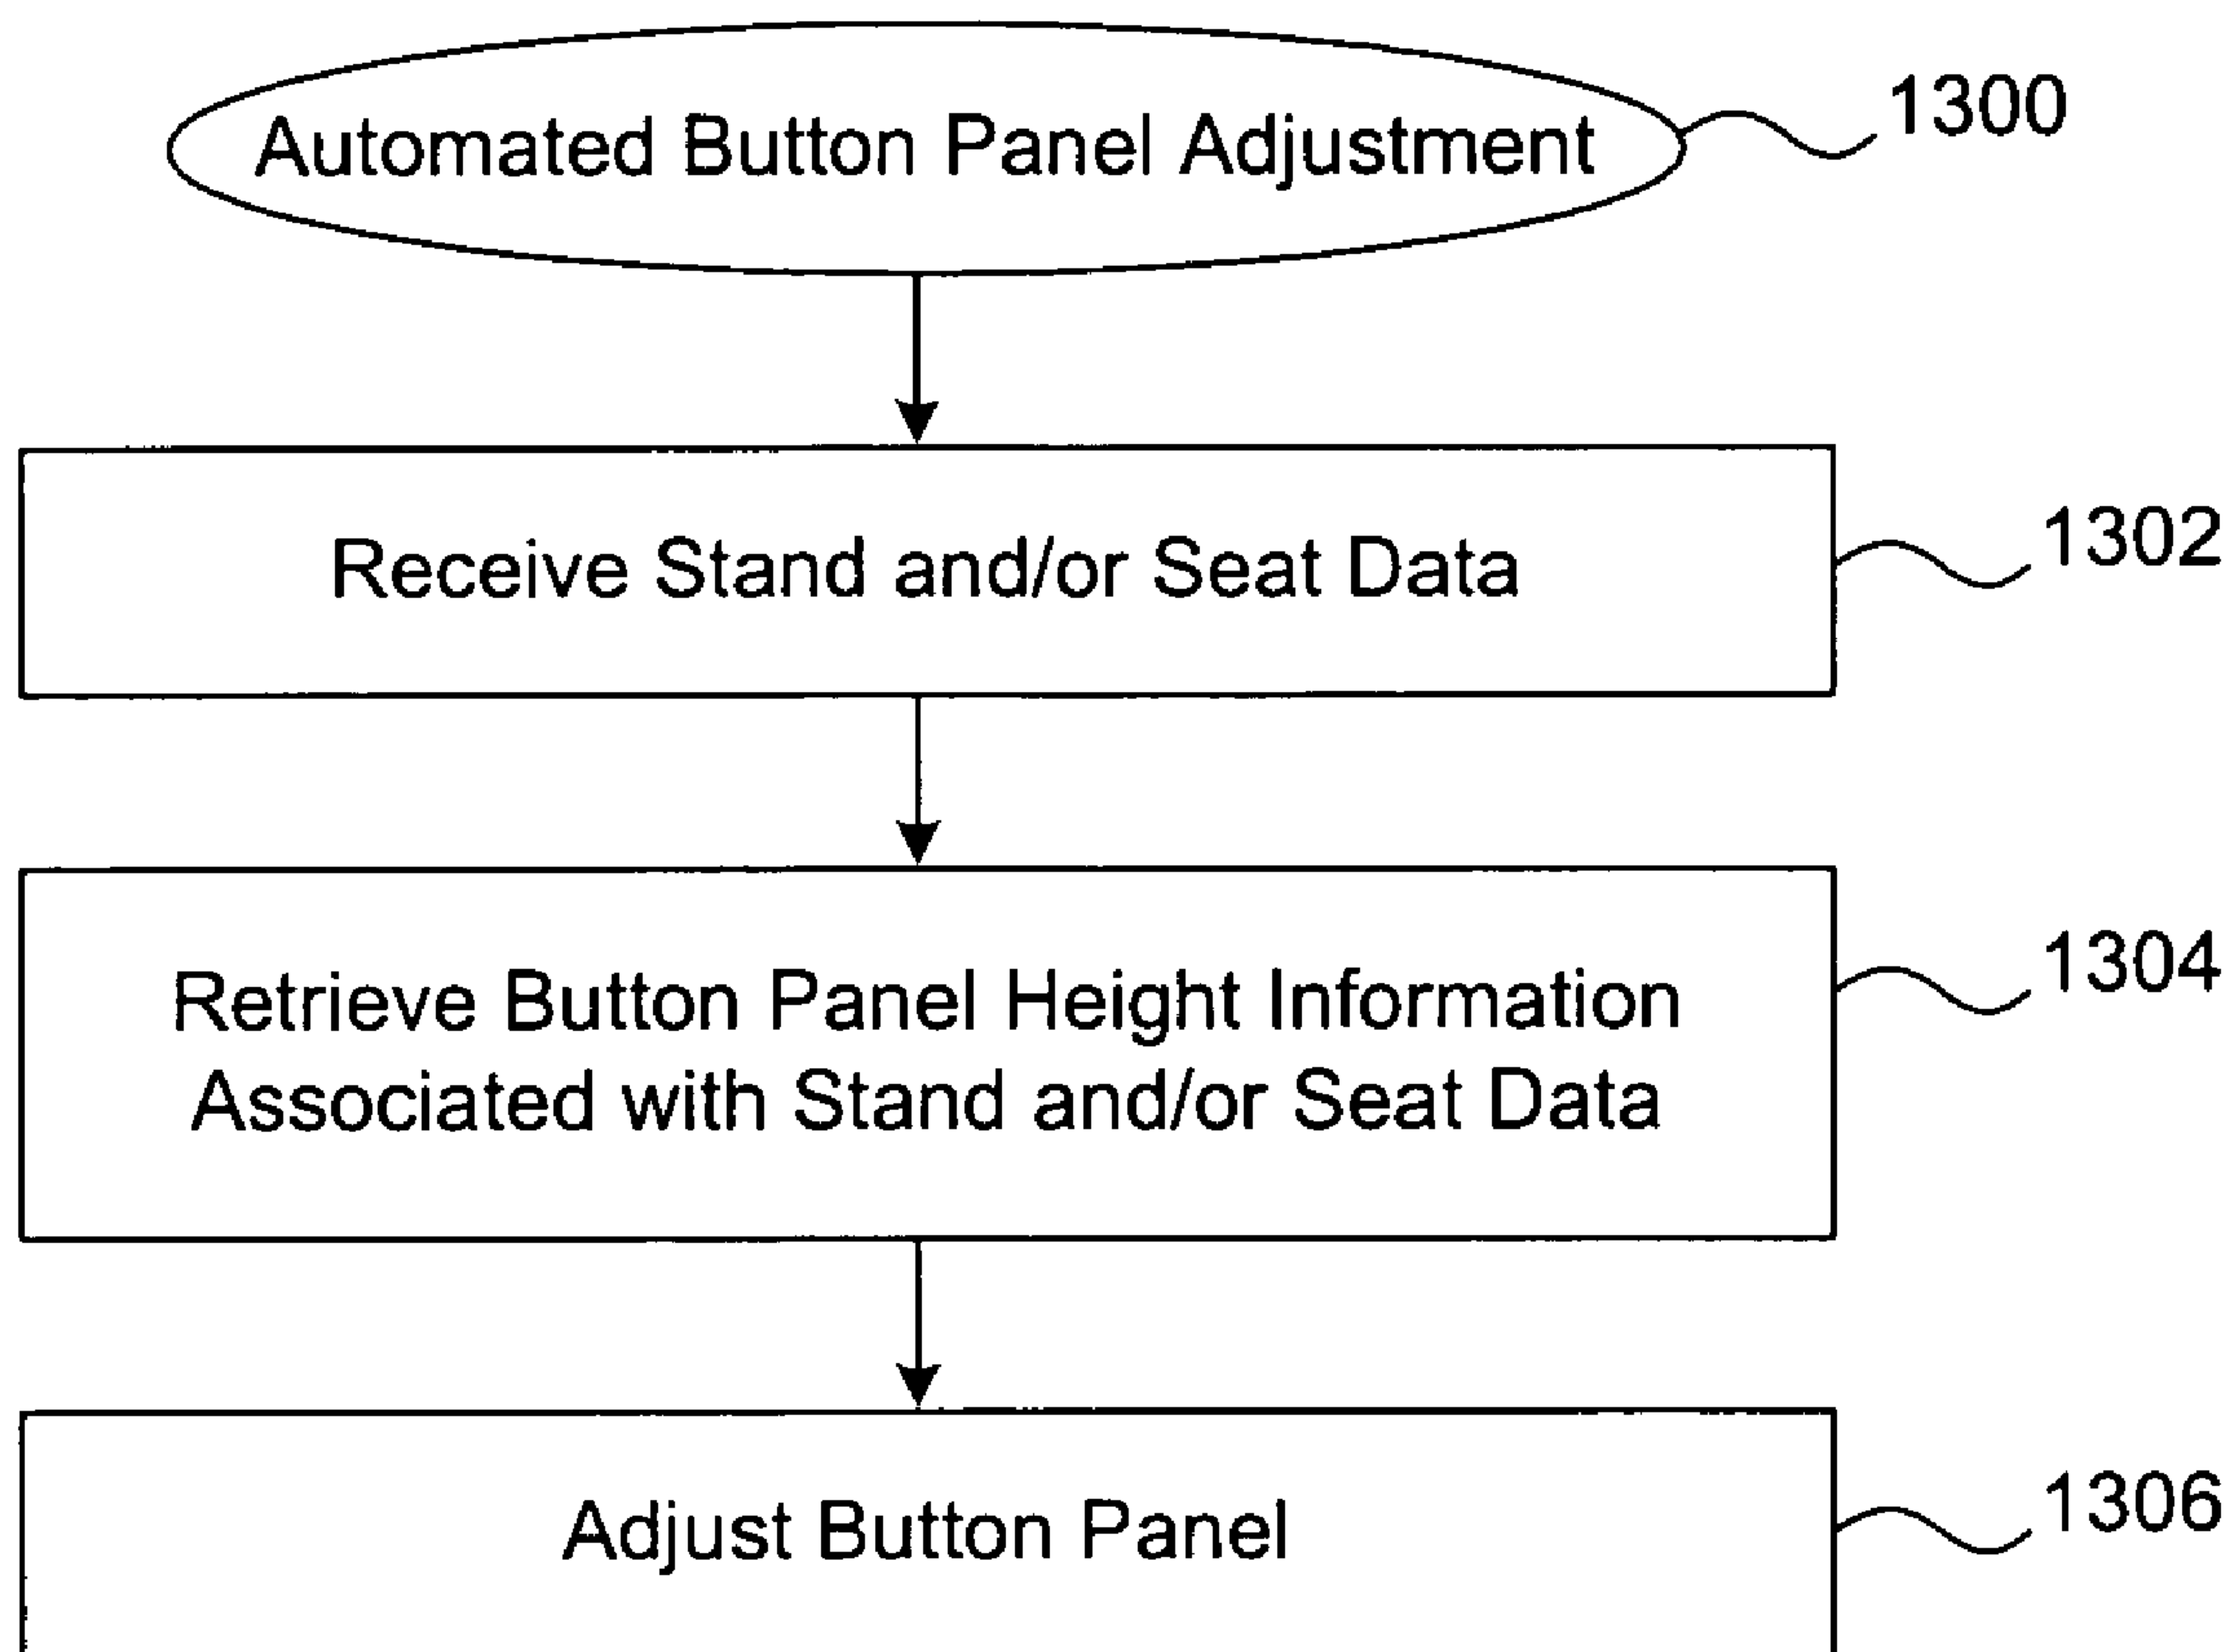 Automated Button Panel Adjustment
1300
Receive Stand and/or Seat Data
1302
Retrieve Button Panel Height Information
Associated with Stand and/or Seat Data
1304
Adjust Button Panel
1306